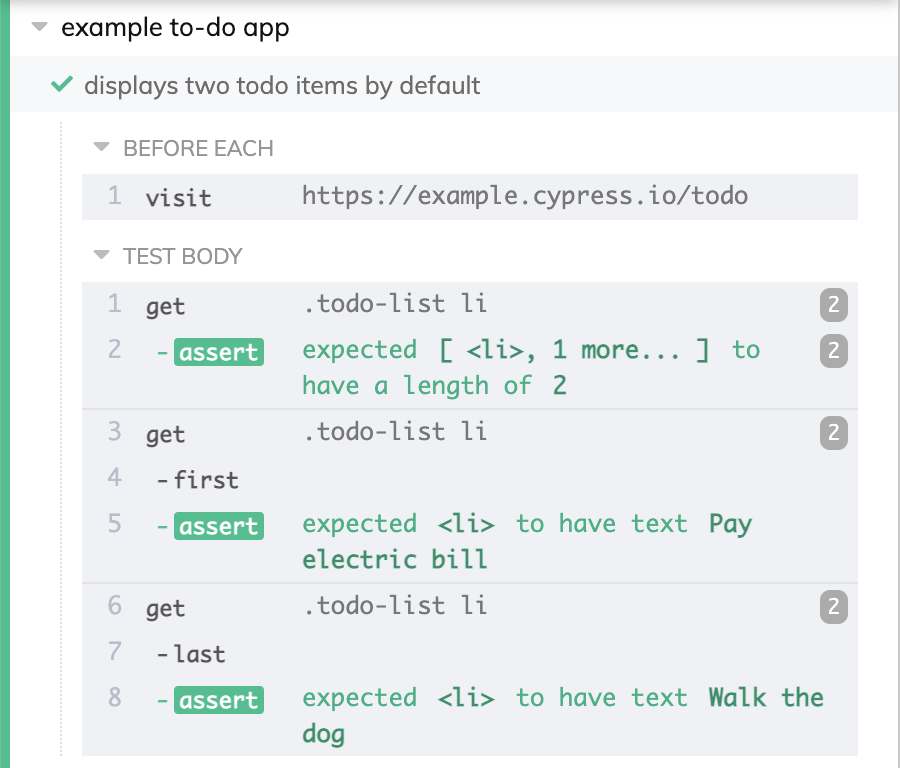 example to-do app
displays two todo items by default
BEFORE EACH
1 visit https://example.cypress.io/todo
TEST BODY
1 get .todo-list li 2
2 -assert expected [ <li>, 1 more... ] to 2
have a length of 2
3 get .todo-list li 2
4 -first
5 -assert expected <li> to have text Pay
electric bill
6 get .todo-list li 2
7 -last
8 -assert expected <li> to have text Walk the
dog